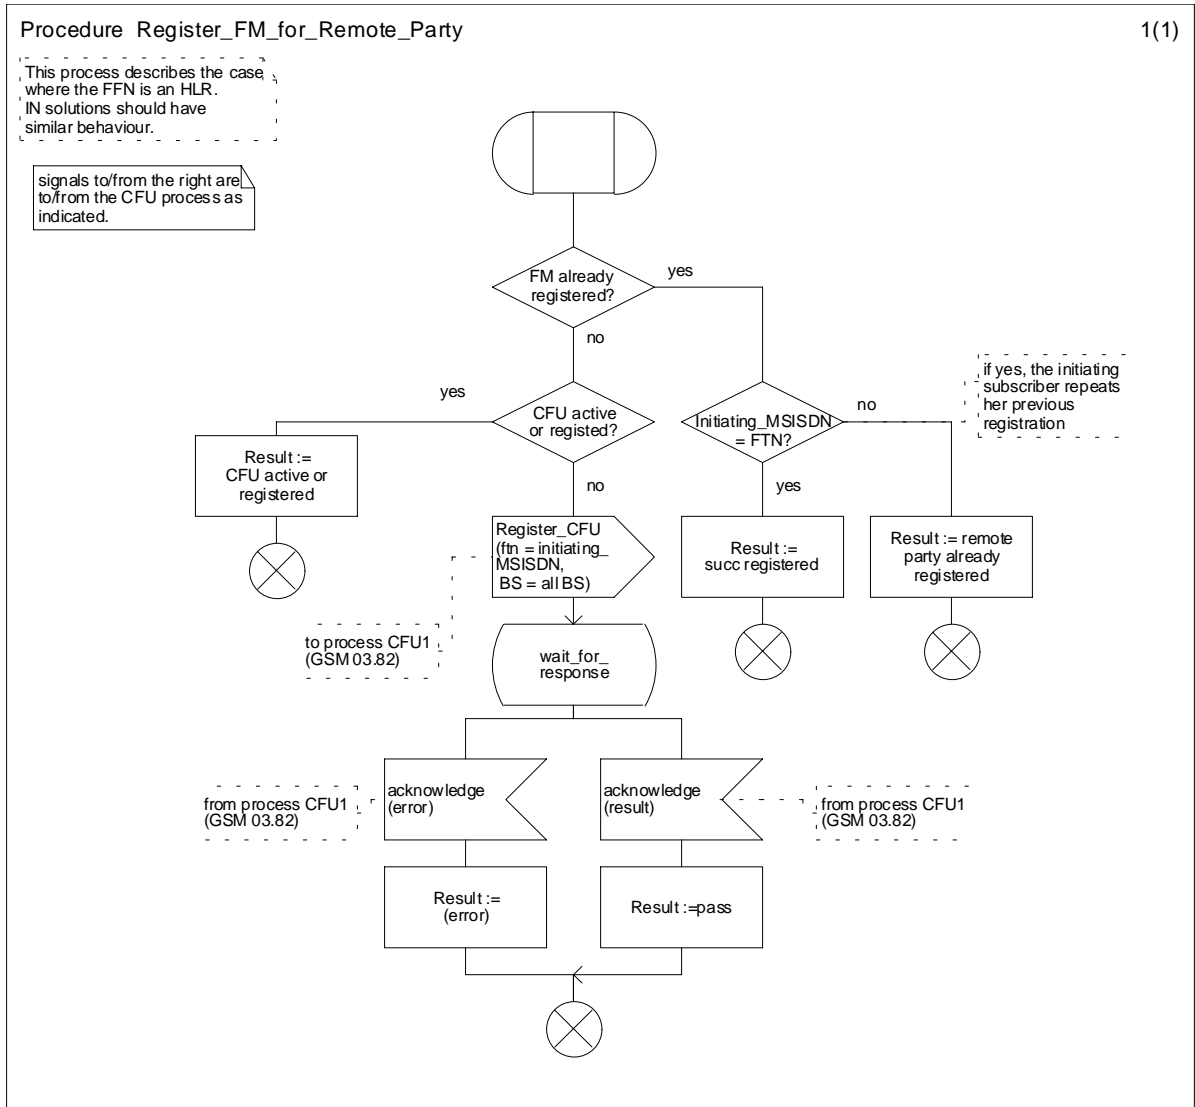 Procedure Register_FM_for_Remote_Party
1(1)
This process describes the case
where the FFN is an HLR.
IN solutions should have
similar behaviour.
signals to/from the right are
to/from the CFU process as
indicated.
FM already
registered?
yes
no
if yes, the initiating
subscriber repeats
her previous
registration
yes
CFU active
or registed?
Initiating_MSISDN
= FTN?
no
Result :=
CFU active or
registered
no
yes
Register_CFU
(ftn = initiating_
MSISDN,
BS = all BS)
Result :=
succ registered
Result := remote
party already
registered
to process CFU1
(GSM 03.82)
wait_for_
response
from process CFU1
(GSM 03.82)
acknowledge
(error)
acknowledge
(result)
from process CFU1
(GSM 03.82)
Result :=
(error)
Result :=pass